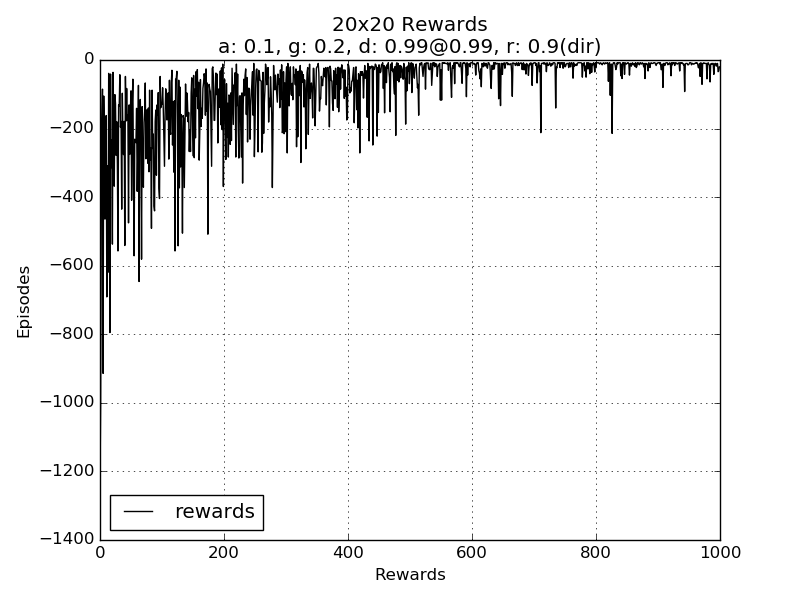 20x20 Rewards
a: 0.1, g: 0.2, d: 0.99@0.99, r: 0.9(dir)
0
−200
−400
−600
−800
−1000
−1200
−1400
Episodes
rewards
0 200 400 600 800 1000
Rewards